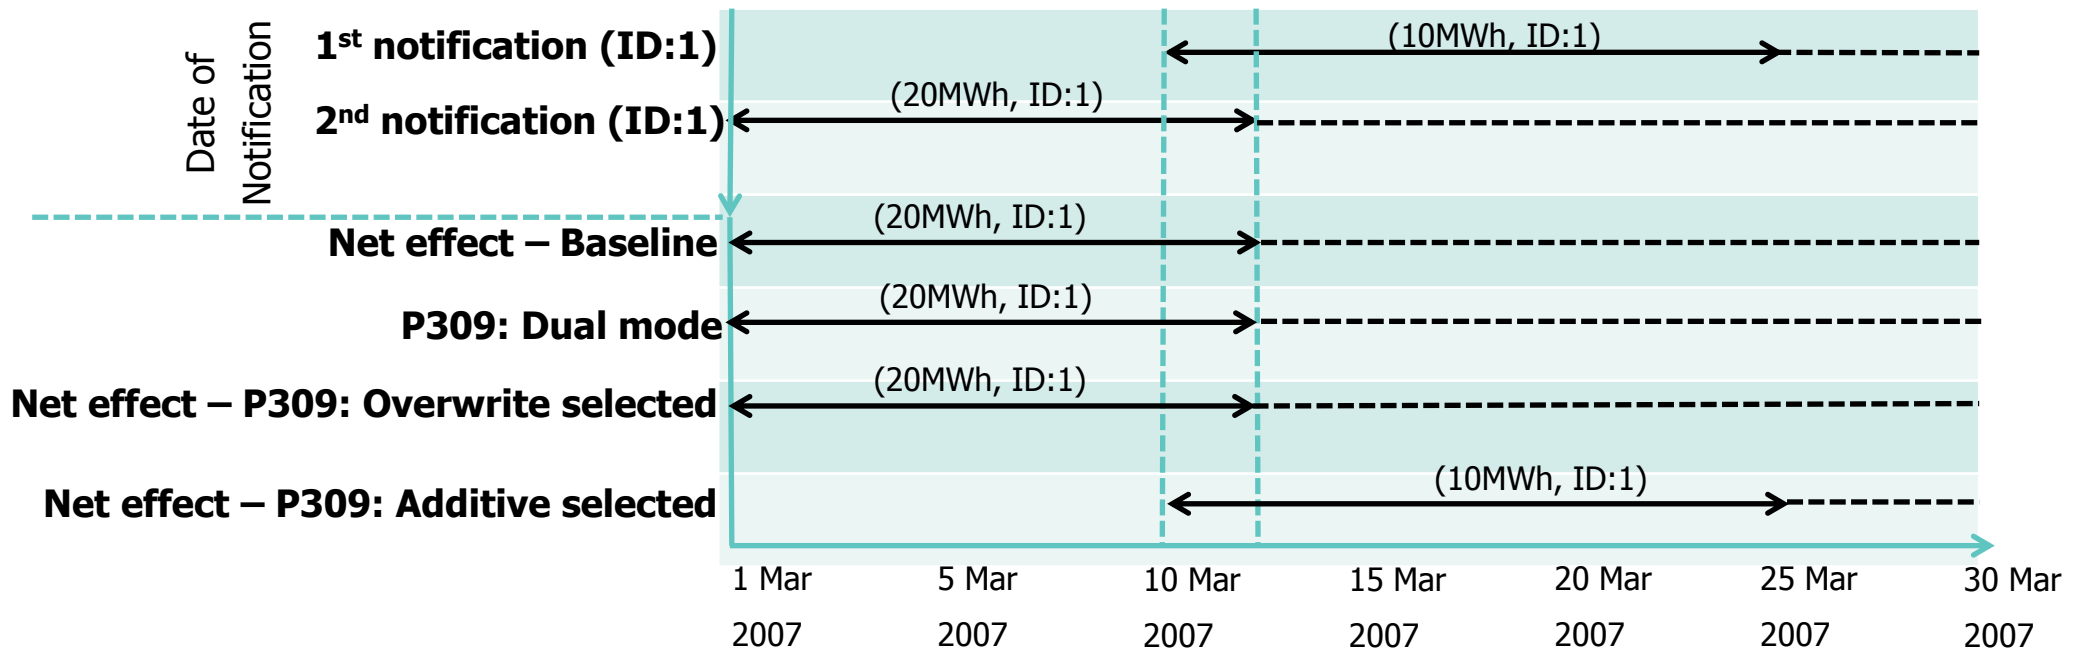 Date of
Notification
1st notification (ID:1)
(10MWh, ID:1)
2nd notification (ID:1)
(20MWh, ID:1)
Net effect – Baseline
(20MWh, ID:1)
P309: Dual mode
(20MWh, ID:1)
Net effect – P309: Overwrite selected
(20MWh, ID:1)
Net effect – P309: Additive selected
(10MWh, ID:1)
1 Mar 5 Mar 10 Mar 15 Mar 20 Mar 25 Mar 30 Mar
2007 2007 2007 2007 2007 2007 2007